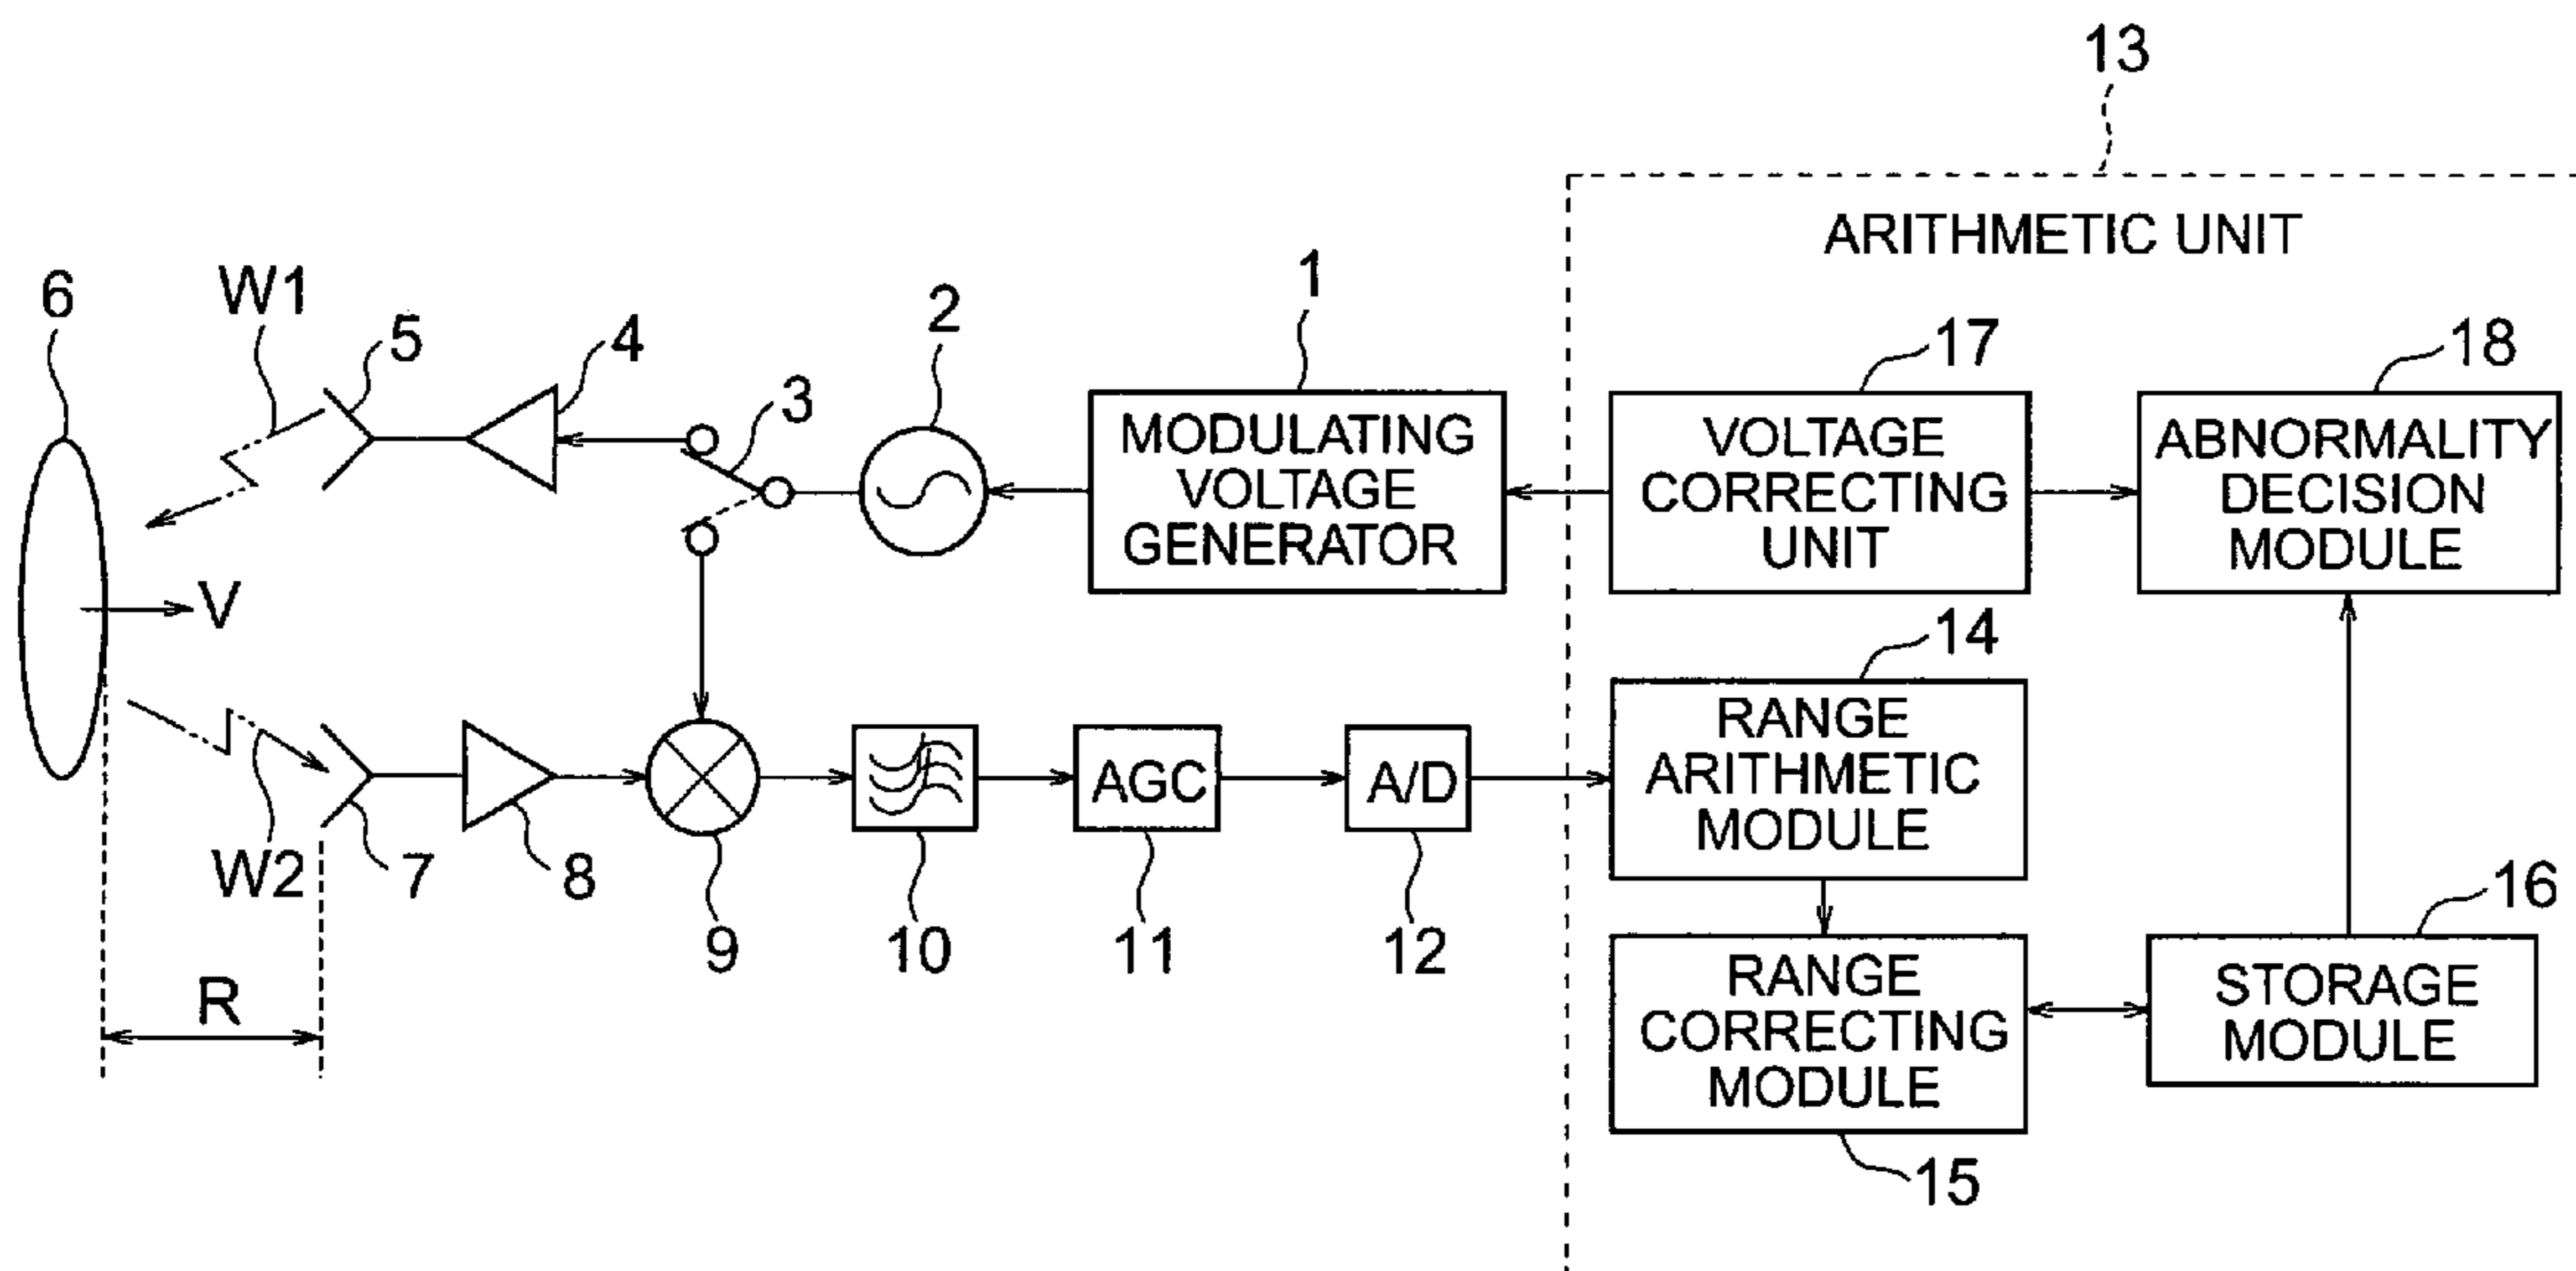 13
ARITHMETIC UNIT
6
W1
5
4
3
2
1
17
18
MODULATING
VOLTAGE
GENERATOR
VOLTAGE
CORRECTING
UNIT
ABNORMALITY
DECISION
MODULE
V
14
RANGE
ARITHMETIC
MODULE
AGC
A/D
W2
7
8
9
10
11
12
16
R
RANGE
CORRECTING
MODULE
STORAGE
MODULE
15